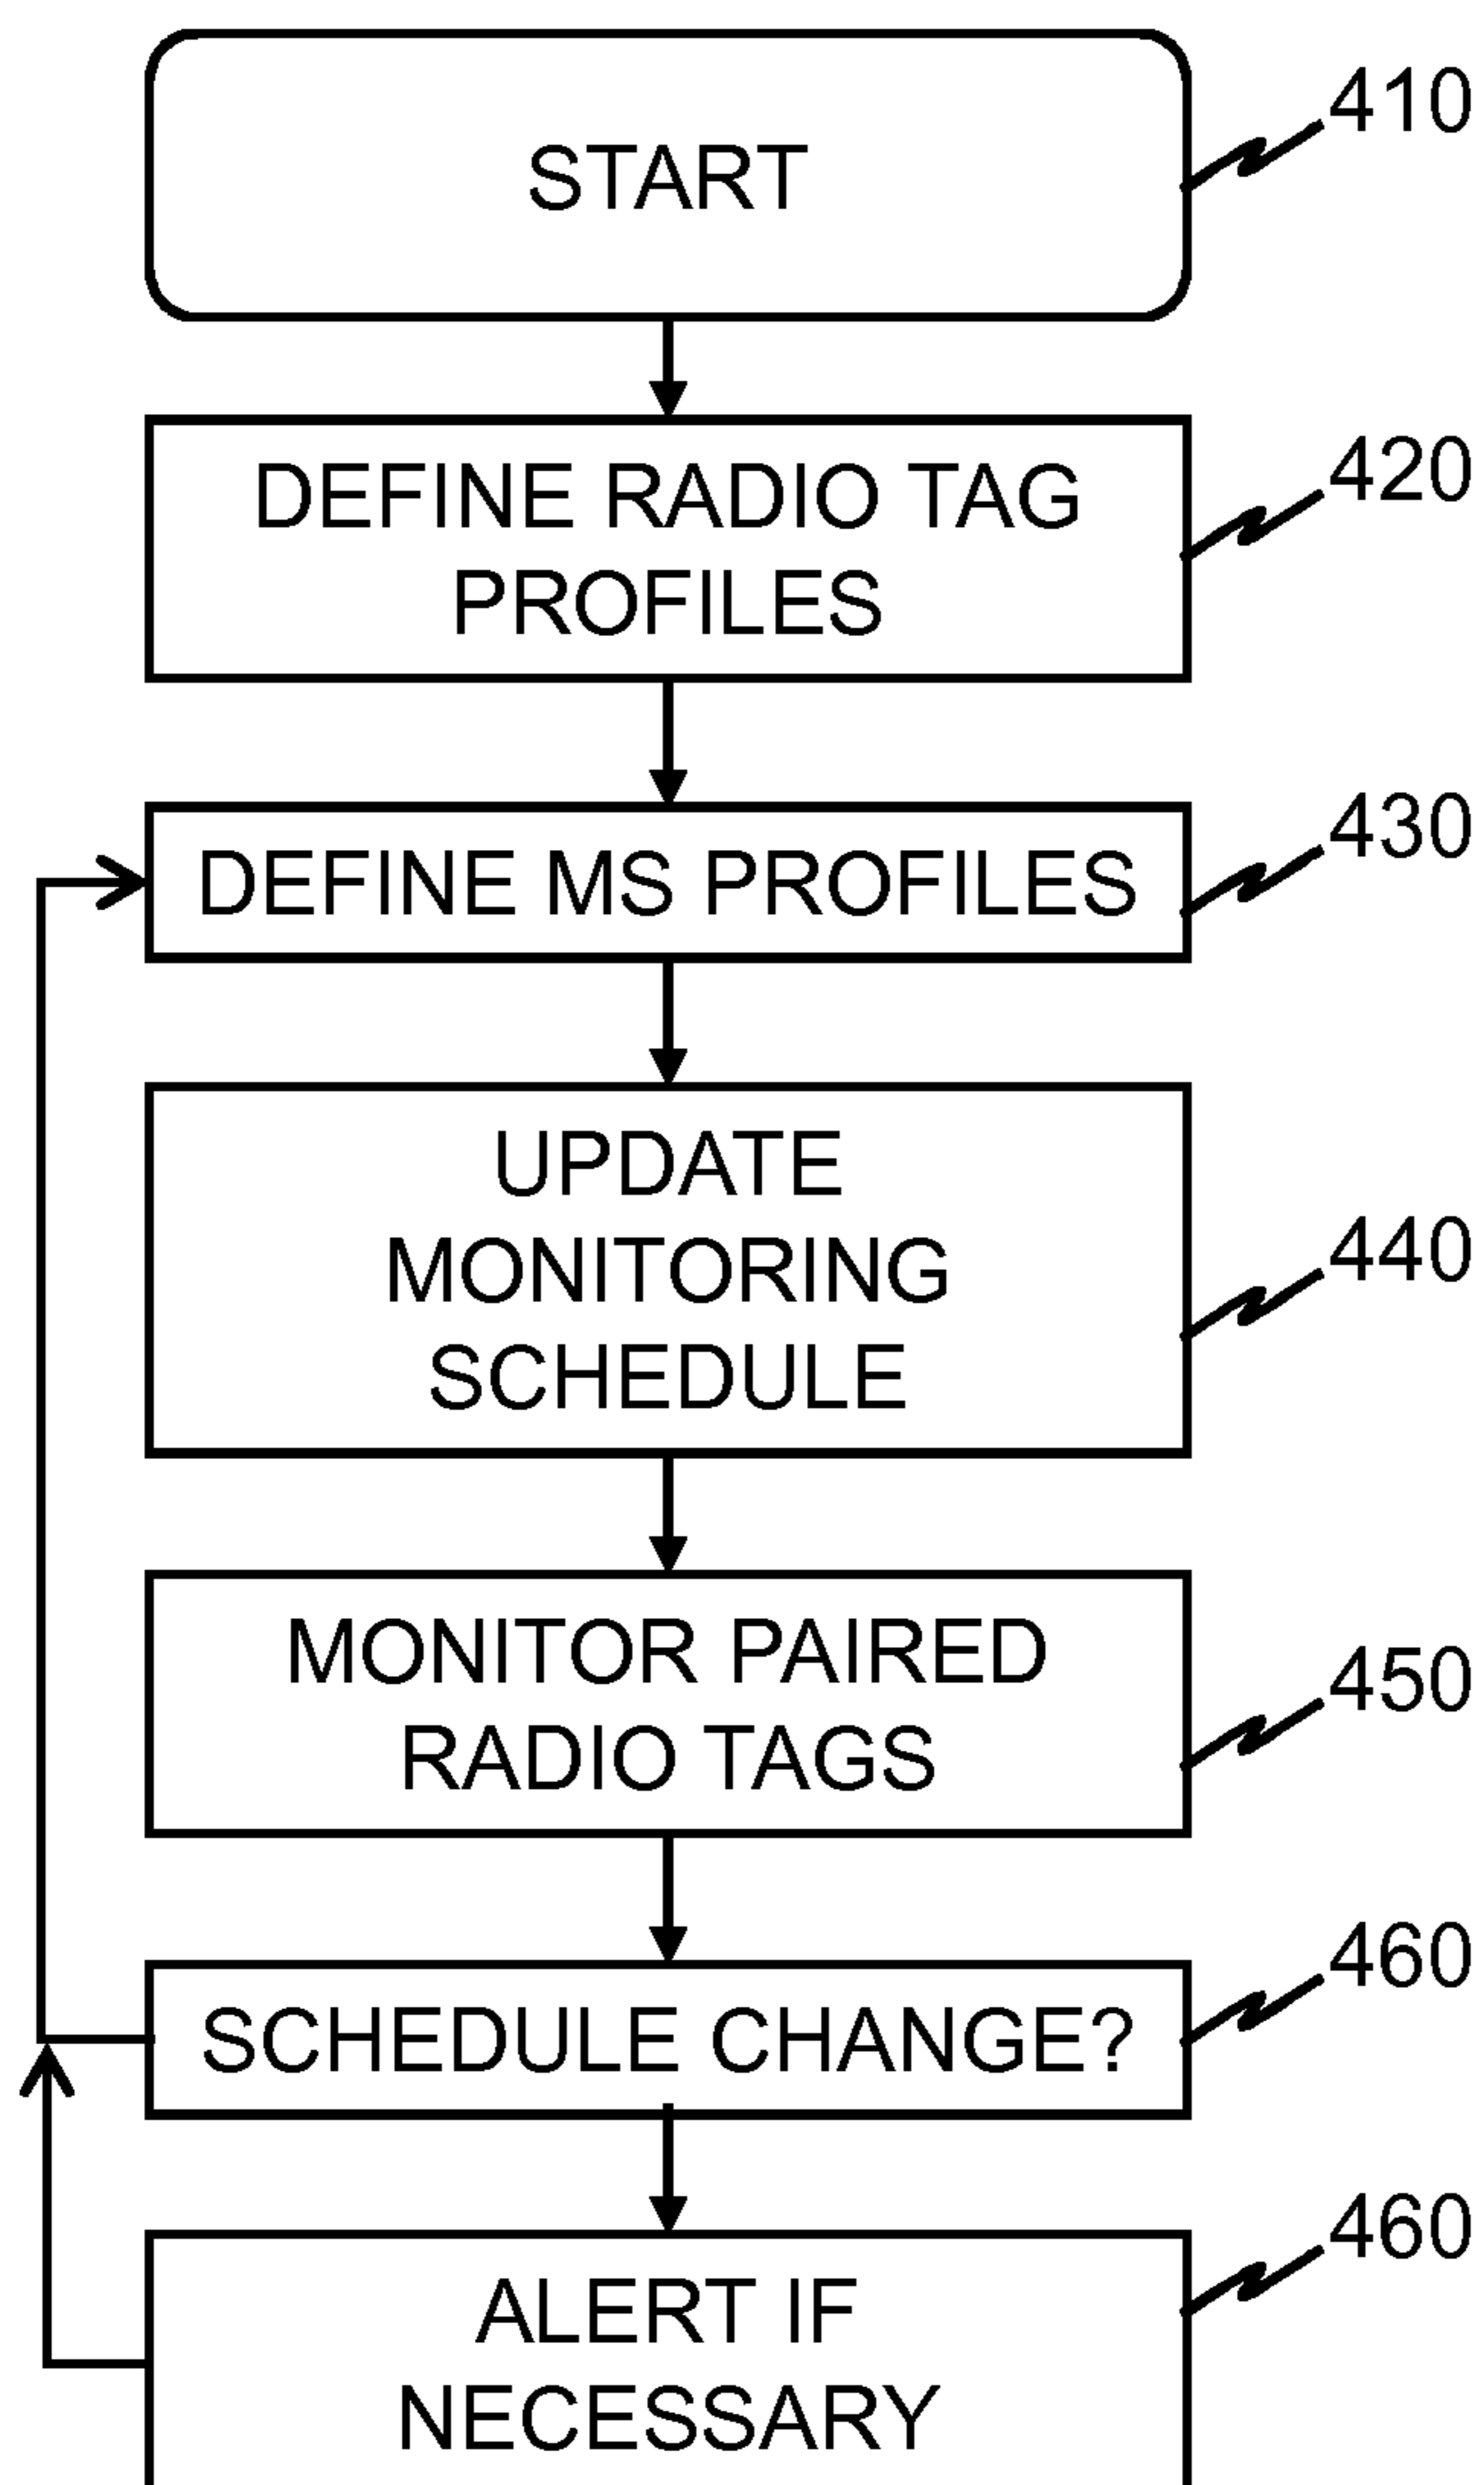 START
410
DEFINE RADIO TAG
PROFILES
420
DEFINE MS PROFILES
430
UPDATE
MONITORING
SCHEDULE
440
MONITOR PAIRED
RADIO TAGS
450
SCHEDULE CHANGE?
460
ALERT IF
NECESSARY
460